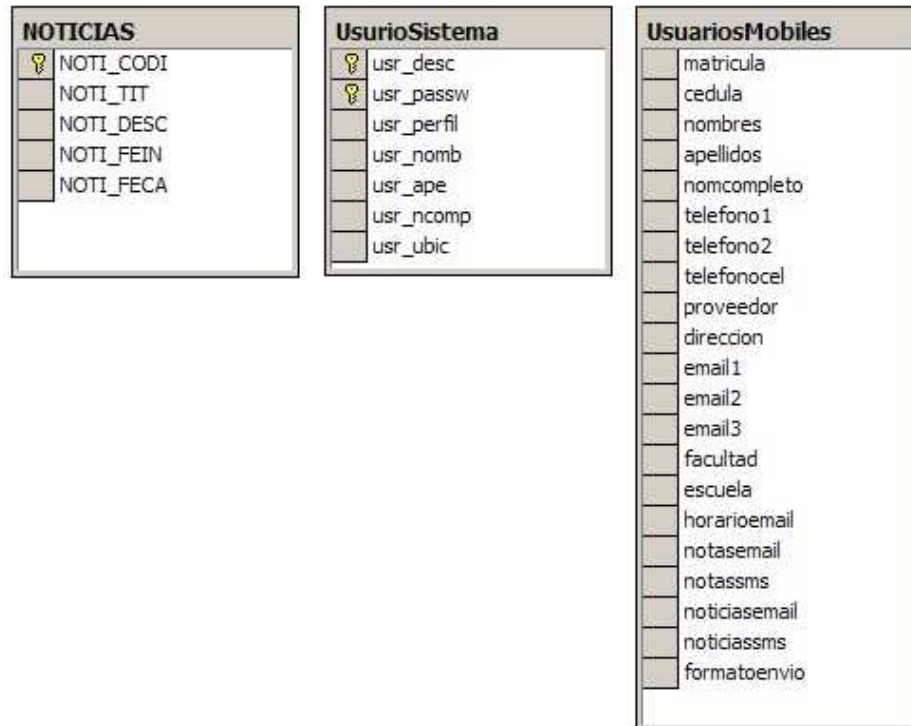 NOTICIAS
NOTI_CODI
NOTI_TIT
NOTI_DESC
NOTI_FEIN
NOTI_FECA
UsurioSistema
usr_desc
usr_passw
usr_perfil
usr_nomb
usr_ape
usr_ncomp
usr_ubic
UsuariosMobiles
matricula
cedula
nombres
apellidos
nomcompleto
telefono1
telefono2
telefonocel
proveedor
direccion
email1
email2
email3
facultad
escuela
horarioemail
notasemail
notassms
noticiasemail
noticiassms
formatoenvio